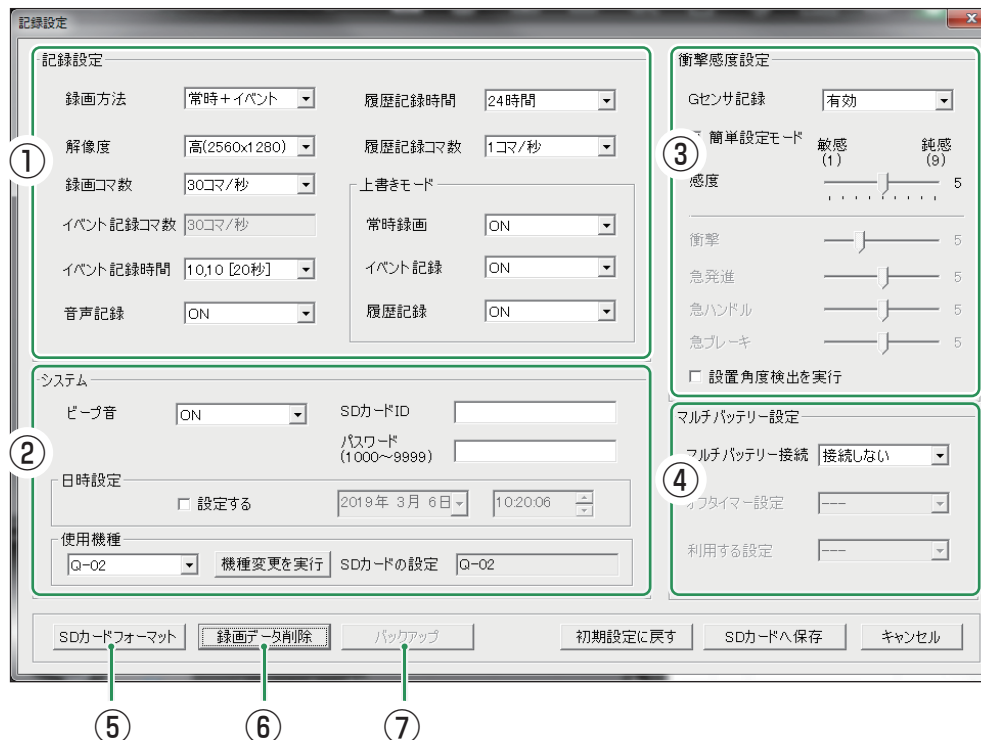 記録設定
x
記録設定
録画方法 常時＋イベント
履歴記録時間 24時間
①
解像度 高(2560x1280)
履歴記録コマ数 1コマ/秒
録画コマ数 30コマ/秒
上書きモード
イベント記録コマ数 30コマ/秒
常時録画 ON
イベント記録時間 10,10 [20秒]
イベント記録 ON
音声記録 ON
履歴記録 ON
衝撃感度設定
Gセンサ記録 有効
③
簡単設定モード
敏感 鈍感
(1) (9)
感度 5
衝撃 5
急発進 5
急ハンドル 5
急ブレーキ 5
設置角度検出を実行
システム
ビープ音 ON
SDカードID
②
パスワード
(1000～9999)
日時設定
設定する 2019年 3月 6日 10:20:06
使用機種
Q-02 機種変更を実行 SDカードの設定 Q-02
マルチバッテリー設定
マルチバッテリー接続 接続しない
④
オフタイマー設定 ---
利用する設定 ---
SDカードフォーマット 録画データ削除 バックアップ 初期設定に戻す SDカードへ保存 キャンセル
⑤ ⑥ ⑦